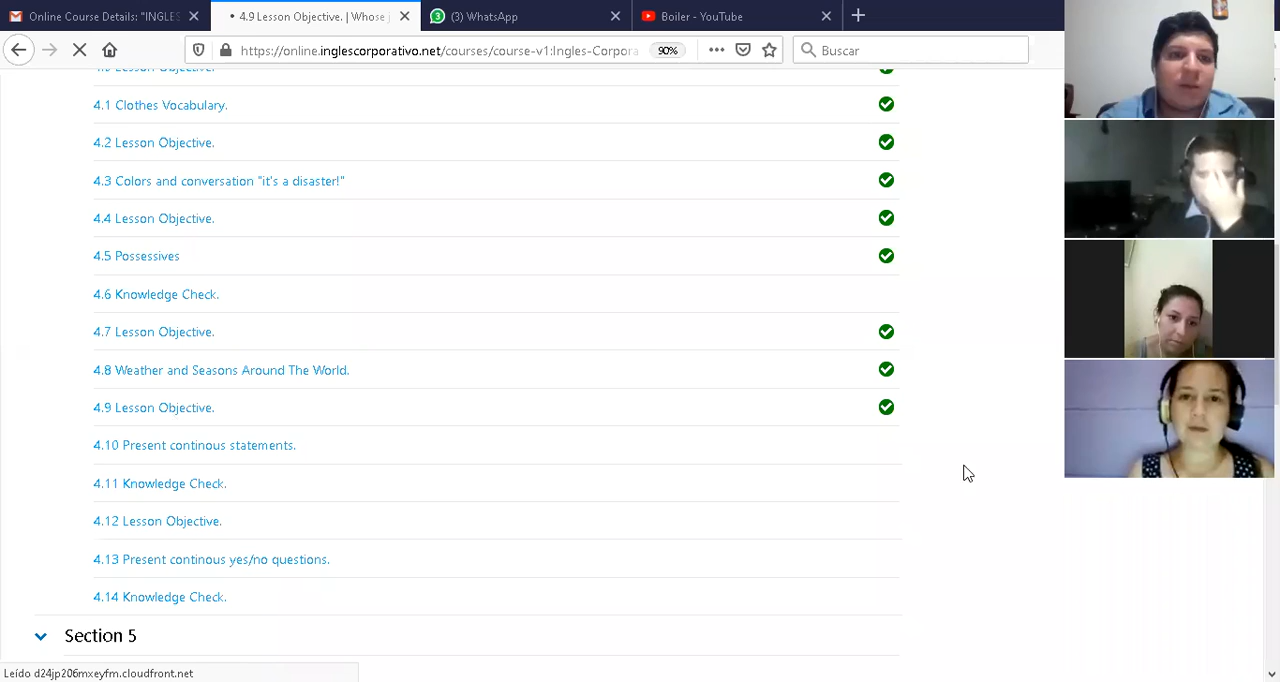 Online Course Details: "INGLES
4.9 Lesson Objective. | Whose j
(3) WhatsApp
Boiler - YouTube
https://online.inglescorporativo.net/courses/course-v1:Ingles-Corpora
90%
Buscar
4.1 Clothes Vocabulary.
4.2 Lesson Objective.
4.3 Colors and conversation "it's a disaster!"
4.4 Lesson Objective.
4.5 Possessives
4.6 Knowledge Check.
4.7 Lesson Objective.
4.8 Weather and Seasons Around The World.
4.9 Lesson Objective.
4.10 Present continous statements.
4.11 Knowledge Check.
4.12 Lesson Objective.
4.13 Present continous yes/no questions.
4.14 Knowledge Check.
Section 5
Leído d24jp206mxeyfm.cloudfront.net